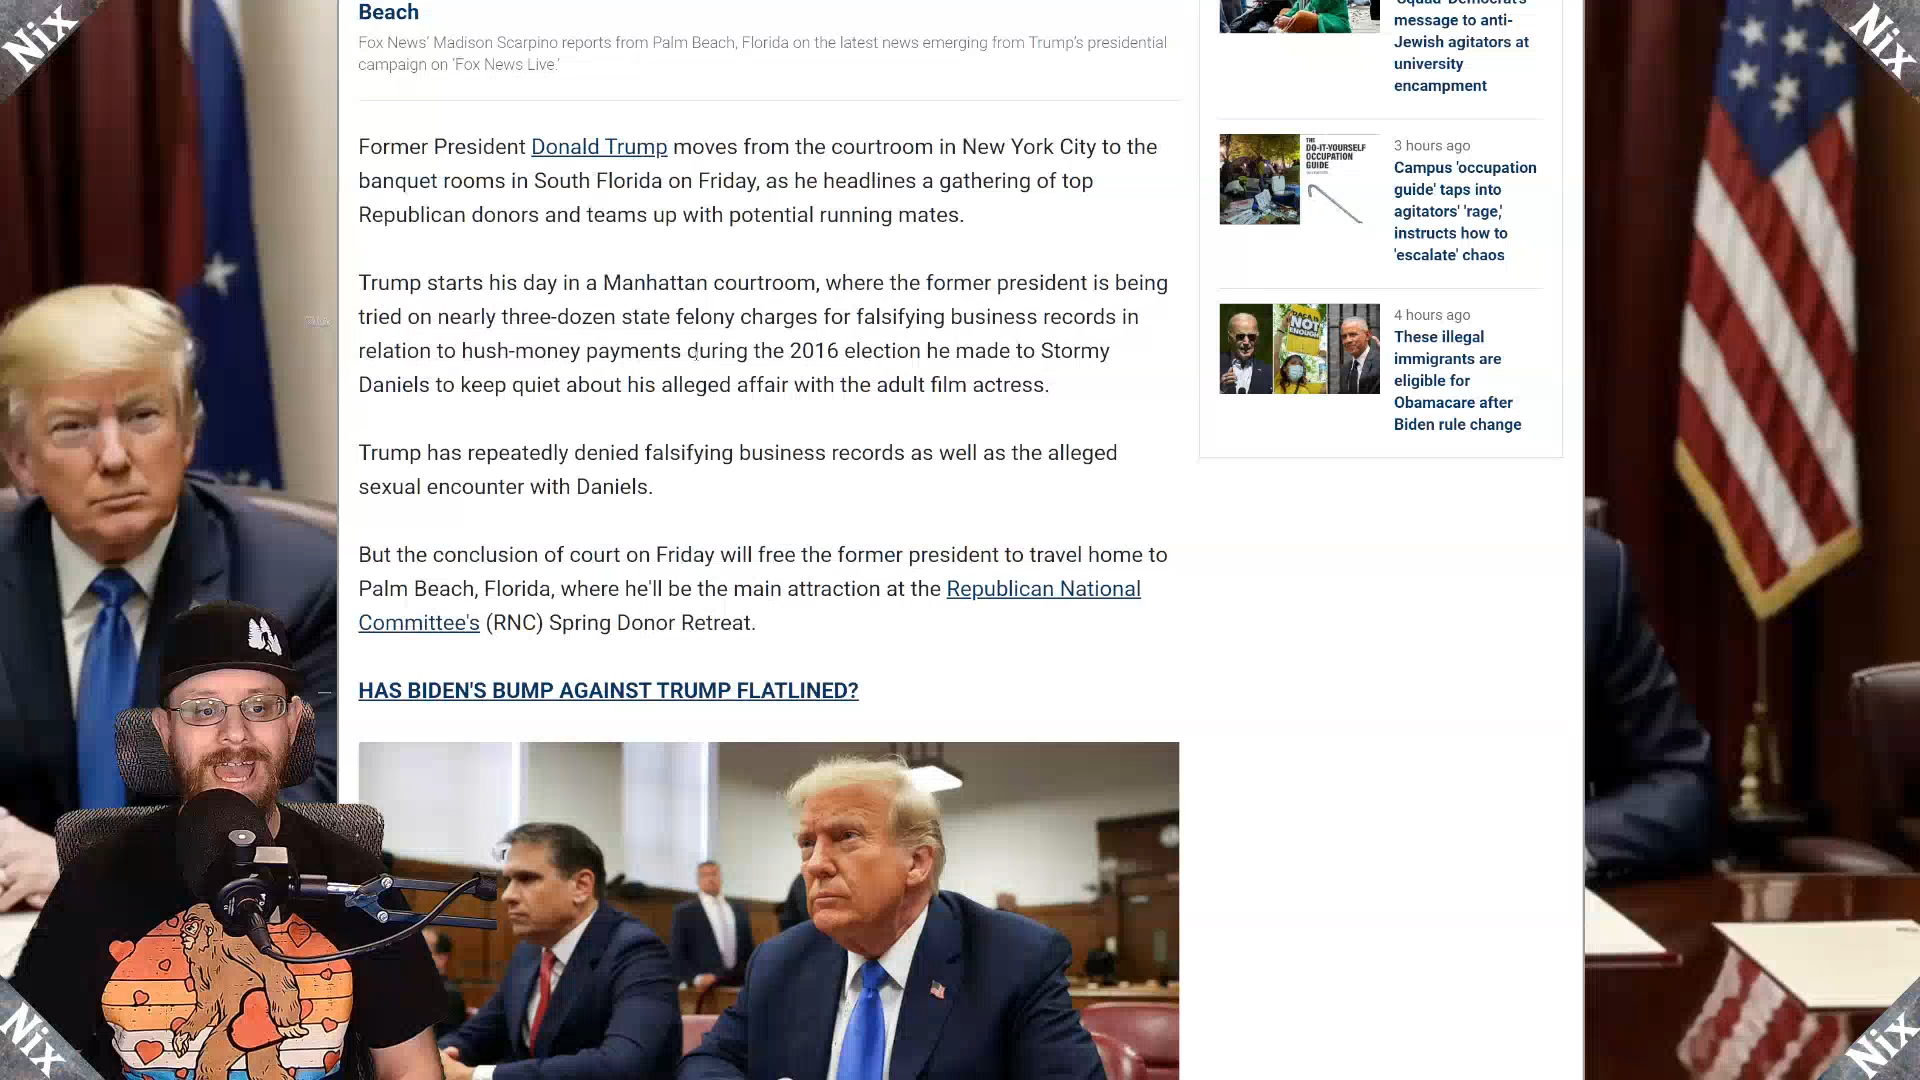 Nix
Nix
Beach
Fox News' Madison Scarpino reports from Palm Beach, Florida on the latest news emerging from Trump's presidential
campaign on 'Fox News Live.'
Former President Donald Trump moves from the courtroom in New York City to the
banquet rooms in South Florida on Friday, as he headlines a gathering of top
Republican donors and teams up with potential running mates.
Trump starts his day in a Manhattan courtroom, where the former president is being
tried on nearly three-dozen state felony charges for falsifying business records in
relation to hush-money payments during the 2016 election he made to Stormy
Daniels to keep quiet about his alleged affair with the adult film actress.
Trump has repeatedly denied falsifying business records as well as the alleged
sexual encounter with Daniels.
But the conclusion of court on Friday will free the former president to travel home to
Palm Beach, Florida, where he'll be the main attraction at the Republican National
Committee's (RNC) Spring Donor Retreat.
HAS BIDEN'S BUMP AGAINST TRUMP FLATLINED?
'Squad' Democrat's
message to anti-
Jewish agitators at
university
encampment
THE
DO-IT-YOURSELF
OCCUPATION
GUIDE
3 hours ago
Campus 'occupation
guide' taps into
agitators' 'rage,'
instructs how to
'escalate' chaos
NOT
ENOUGH
4 hours ago
These illegal
immigrants are
eligible for
Obamacare after
Biden rule change
Nix
Nix